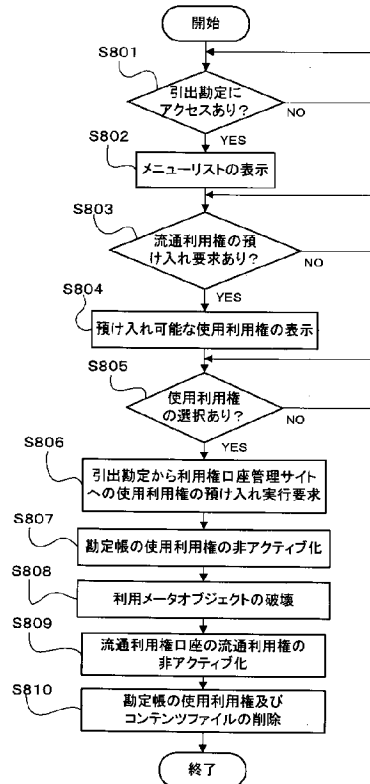 開始
S801
引出勘定に
アクセスあり?
NO
YES
S802
メニューリストの表示
S803
流通利用権の預
け入れ要求あり?
NO
YES
S804
預け入れ可能な使用利用権の表示
S805
使用利用権
の選択あり?
NO
YES
S806
引出勘定から利用権口座管理サイト
への使用利用権の預け入れ実行要求
S807
勘定帳の使用利用権の非アクティブ化
S808
利用メータオブジェクトの破壊
S809
流通利用権口座の流通利用権の
非アクティブ化
S810
勘定帳の使用利用権及び
コンテンツファイルの削除
終了